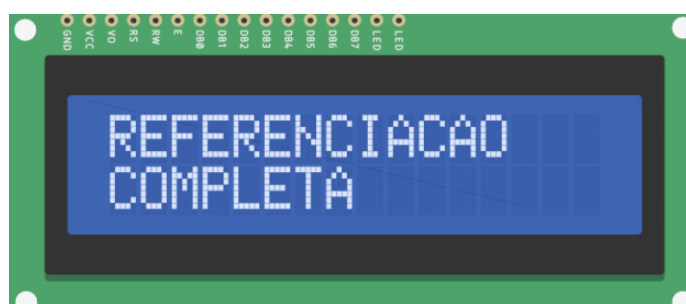 GND VCC VO RS RW E DB0 DB1 DB2 DB3 DB4 DB5 DB6 DB7 LED LED
REFERENCIACAO
COMPLETA